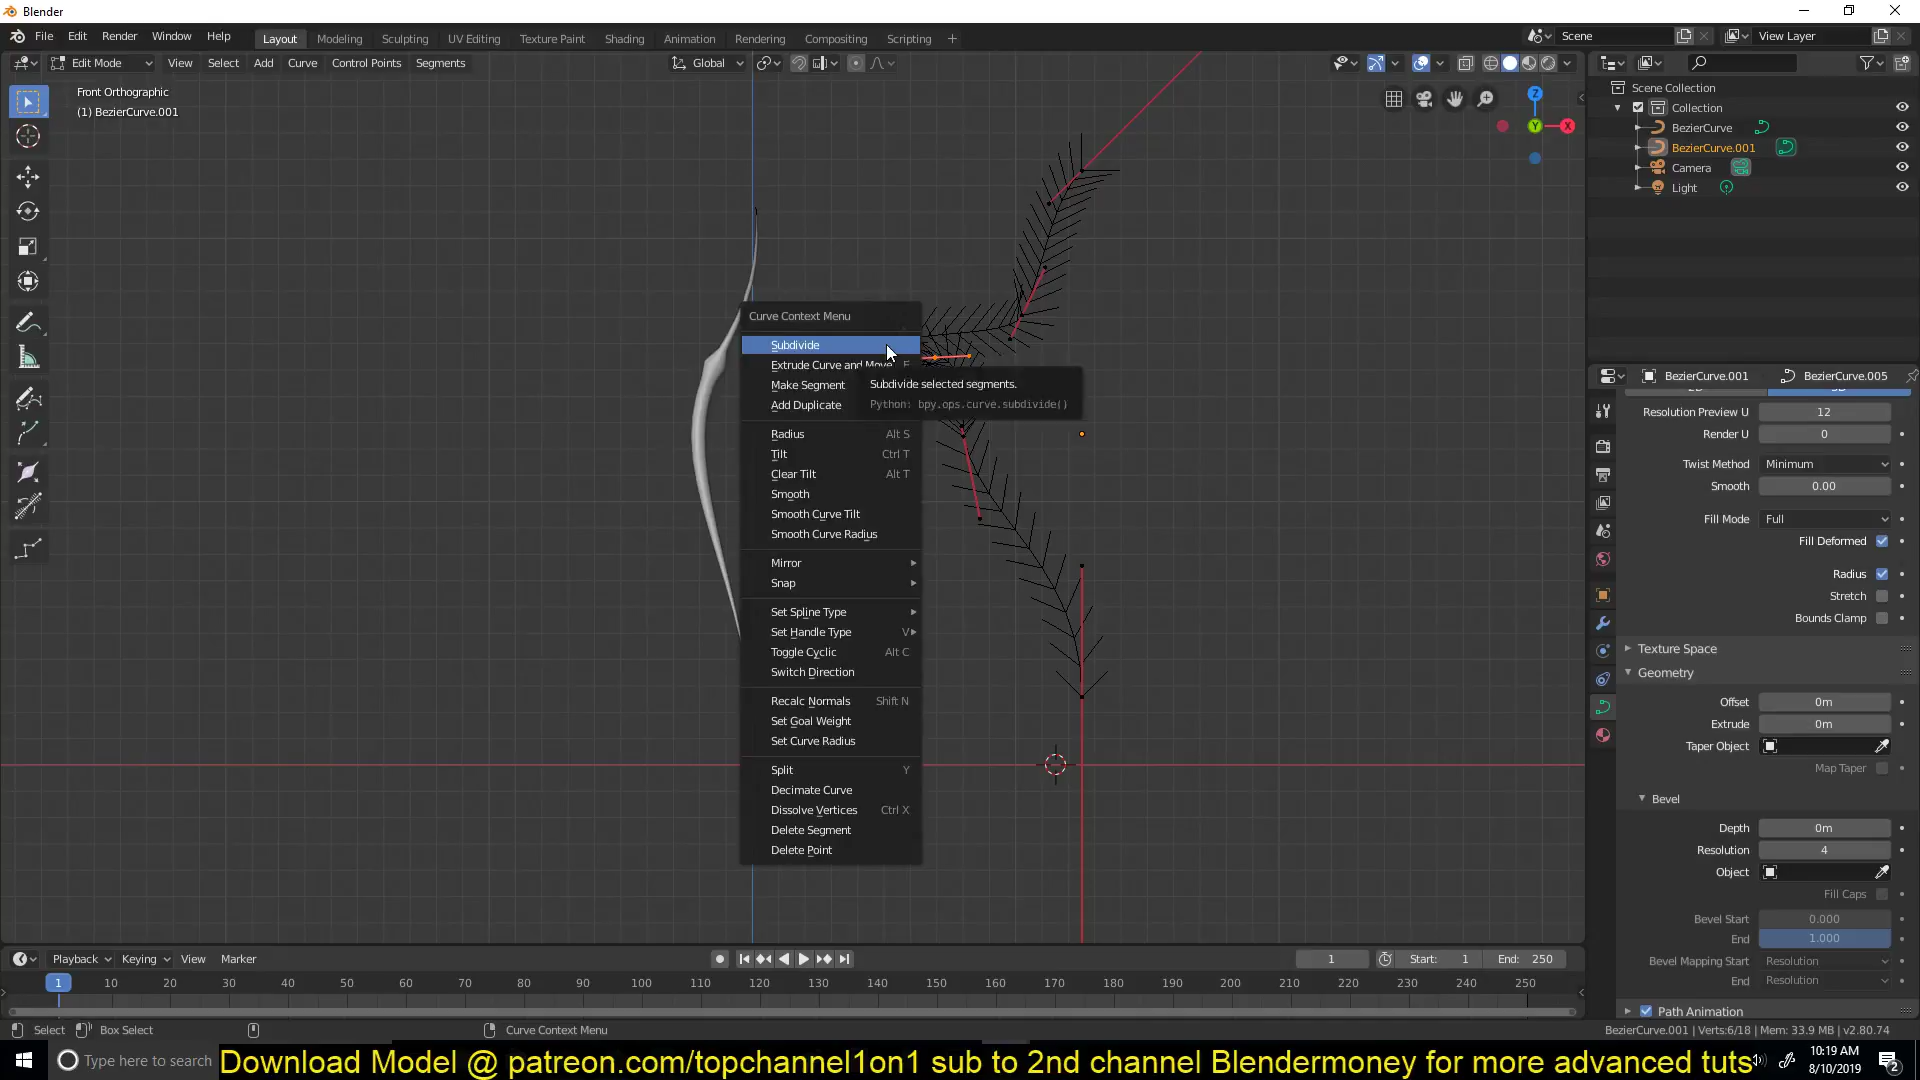 Blender
File Edit Render Window Help
Layout Modeling Sculpting UV Editing Texture Paint Shading Animation Rendering Compositing Scripting +
Scene
View Layer
Edit Mode View Select Add Curve Control Points Segments
Global
Front Orthographic
(1) BezierCurve.001
Z
Y
X
Scene Collection
Collection
BezierCurve
BezierCurve.001
Camera
Light
Curve Context Menu
Subdivide
Extrude Curve and Move E
Make Segment
Add Duplicate
Subdivide selected segments.
Python: bpy.ops.curve.subdivide()
Radius Alt S
Tilt Ctrl T
Clear Tilt Alt T
Smooth
Smooth Curve Tilt
Smooth Curve Radius
Mirror
Snap
Set Spline Type
Set Handle Type V
Toggle Cyclic Alt C
Switch Direction
Recalc Normals Shift N
Set Goal Weight
Set Curve Radius
Split Y
Decimate Curve
Dissolve Vertices Ctrl X
Delete Segment
Delete Point
BezierCurve.001 BezierCurve.005
Resolution Preview U 12
Render U 0
Twist Method Minimum
Smooth 0.00
Fill Mode Full
Fill Deformed
Radius
Stretch
Bounds Clamp
Texture Space
Geometry
Offset 0m
Extrude 0m
Taper Object
Map Taper
Bevel
Depth 0m
Resolution 4
Object
Fill Caps
Bevel Start 0.000
End 1.000
Bevel Mapping Start Resolution
End Resolution
Path Animation
Playback Keying View Marker
1 Start: 1 End: 250
1 10 20 30 40 50 60 70 80 90 100 110 120 130 140 150 160 170 180 190 200 210 220 230 240 250
Select Box Select Curve Context Menu
BezierCurve.001 | Verts:6/18 | Mem: 33.9 MB | v2.80.74
Type here to search
Download Model @ patreon.com/topchannel1on1 sub to 2nd channel Blendermoney for more advanced tuts
10:19 AM
8/10/2019
2